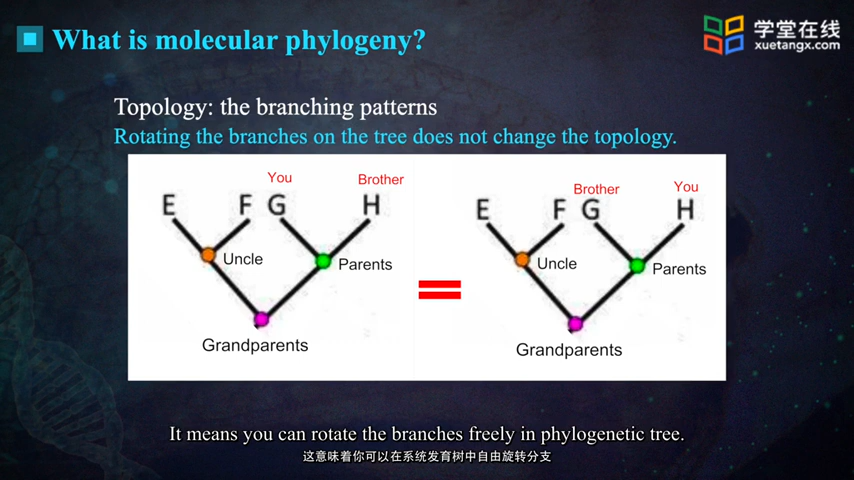 What is molecular phylogeny?
学堂在线
xuetangx.com
Topology: the branching patterns
Rotating the branches on the tree does not change the topology.
You
Brother
E
F
G
H
Uncle
Parents
Grandparents
=
Brother
You
E
F
G
H
Uncle
Parents
Grandparents
It means you can rotate the branches freely in phylogenetic tree.
这意味着你可以在系统发育树中自由旋转分支